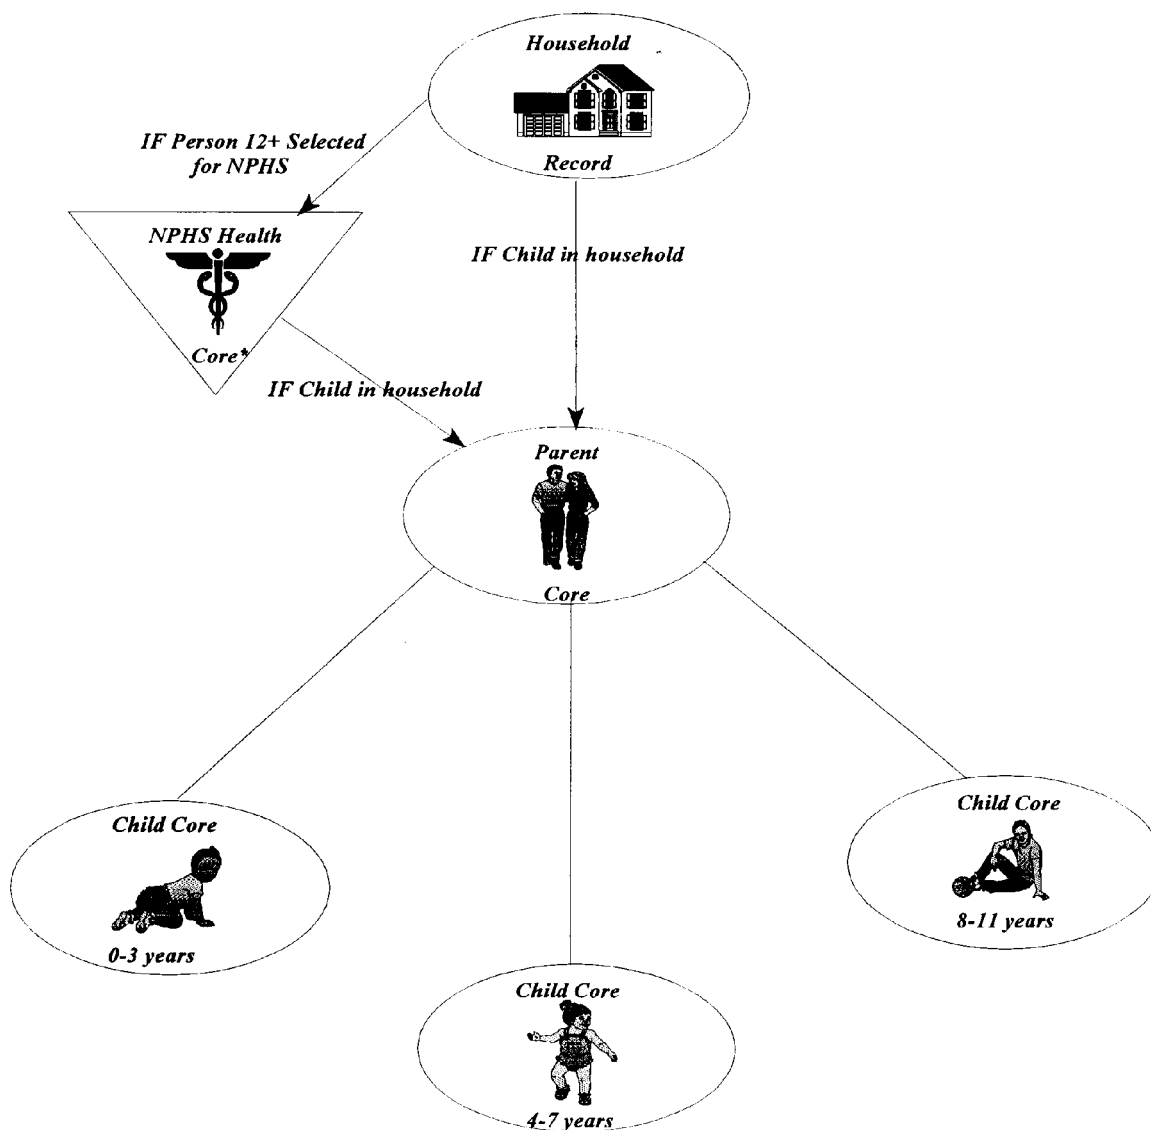 Household
Record
IF Person 12+ Selected
for NPHS
NPHS Health
Core*
IF Child in household
IF Child in household
Parent
Core
Child Core
0-3 years
Child Core
8-11 years
Child Core
4-7 years